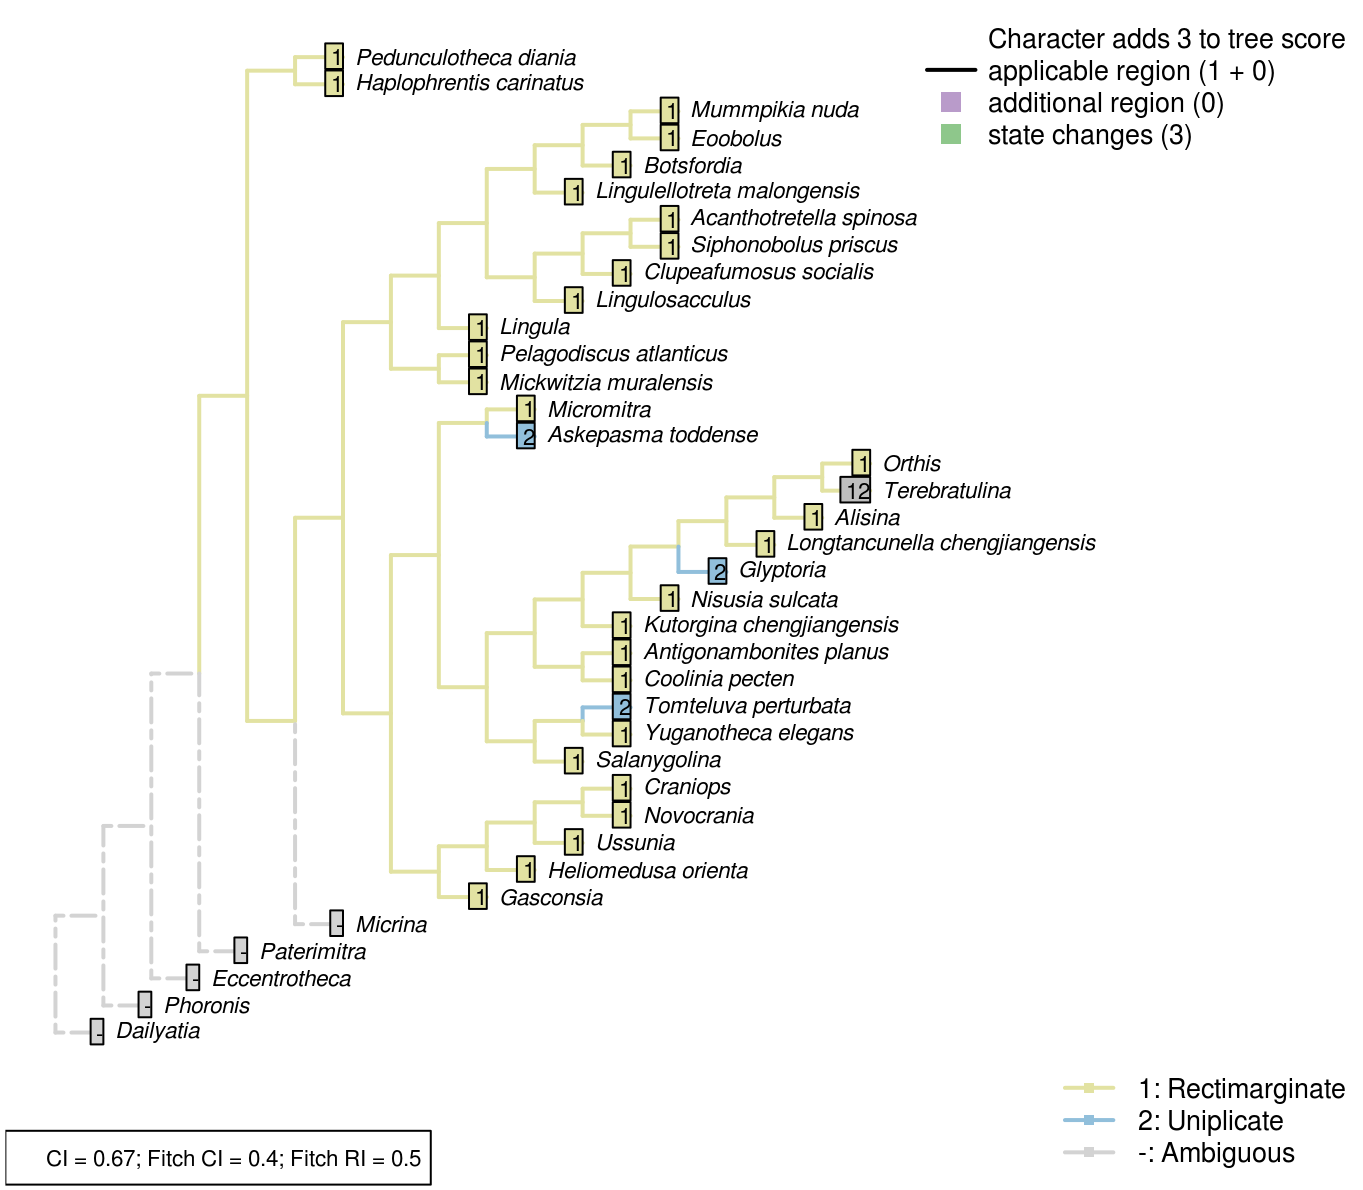 Character adds 3 to tree score
applicable region (1 + 0)
additional region (0)
state changes (3)
1 Pedunculotheca diania
1 Haplophrentis carinatus
1 Mummpikia nuda
1 Eoobolus
1 Botsfordia
1 Lingulellotreta malongensis
1 Acanthotretella spinosa
1 Siphonobolus priscus
1 Clupeafumosus socialis
1 Lingulosacculus
1 Lingula
1 Pelagodiscus atlanticus
1 Mickwitzia muralensis
1 Micromitra
2 Askepasma toddense
1 Orthis
12 Terebratulina
1 Alisina
1 Longtancunella chengjiangensis
2 Glyptoria
1 Nisusia sulcata
1 Kutorgina chengjiangensis
1 Antigonambonites planus
1 Coolinia pecten
2 Tomteluva perturbata
1 Yuganotheca elegans
1 Salanygolina
1 Craniops
1 Novocrania
1 Ussunia
1 Heliomedusa orienta
1 Gasconsia
- Micrina
- Paterimitra
- Eccentrotheca
- Phoronis
- Dailyatia
1: Rectimarginate
2: Uniplicate
-: Ambiguous
CI = 0.67; Fitch CI = 0.4; Fitch RI = 0.5